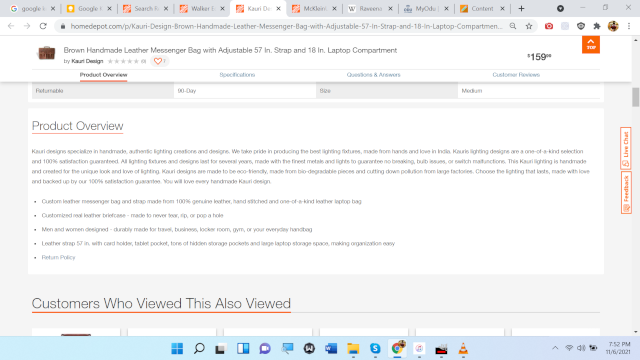 google i
Google I
Search R
Walker L
Kauri De
McKlein
Ravenna
MyOdu
Content
homedepot.com/p/Kauri-Design-Brown-Handmade-Leather-Messenger-Bag-with-Adjustable-57-In-Strap-and-18-In-Laptop-Compartmen...
Brown Handmade Leather Messenger Bag with Adjustable 57 In. Strap and 18 In. Laptop Compartment
by Kauri Design (0) 7
$15900
TOP
Product Overview Specifications Questions & Answers Customer Reviews
Returnable 90-Day Size Medium
Product Overview
Kauri designs specialize in handmade, authentic lighting creations and designs. We take pride in producing the best lighting fixtures, made from hands and love in India. Kauris lighting designs are a one-of-a-kind selection
and 100% satisfaction guaranteed. All lighting fixtures and designs last for several years, made with the finest metals and lights to guarantee no breaking, bulb issues, or switch malfunctions. This Kauri lighting is handmade
and created for the unique look and love of lighting. Kauri designs are made to be eco-friendly, made from bio-degradable pieces and cutting down pollution from large factories. Choose the lighting that lasts, made with love
and backed up by our 100% satisfaction guarantee. You will love every handmade Kauri design.
• Custom leather messenger bag and strap made from 100% genuine leather, hand stitched and one-of-a-kind leather laptop bag
• Customized real leather briefcase - made to never tear, rip, or pop a hole
• Men and women designed - durably made for travel, business, locker room, gym, or your everyday handbag
• Leather strap 57 in. with card holder, tablet pocket, tons of hidden storage pockets and large laptop storage space, making organization easy
• Return Policy
Live Chat
Feedback
Customers Who Viewed This Also Viewed
7:52 PM
11/6/2021